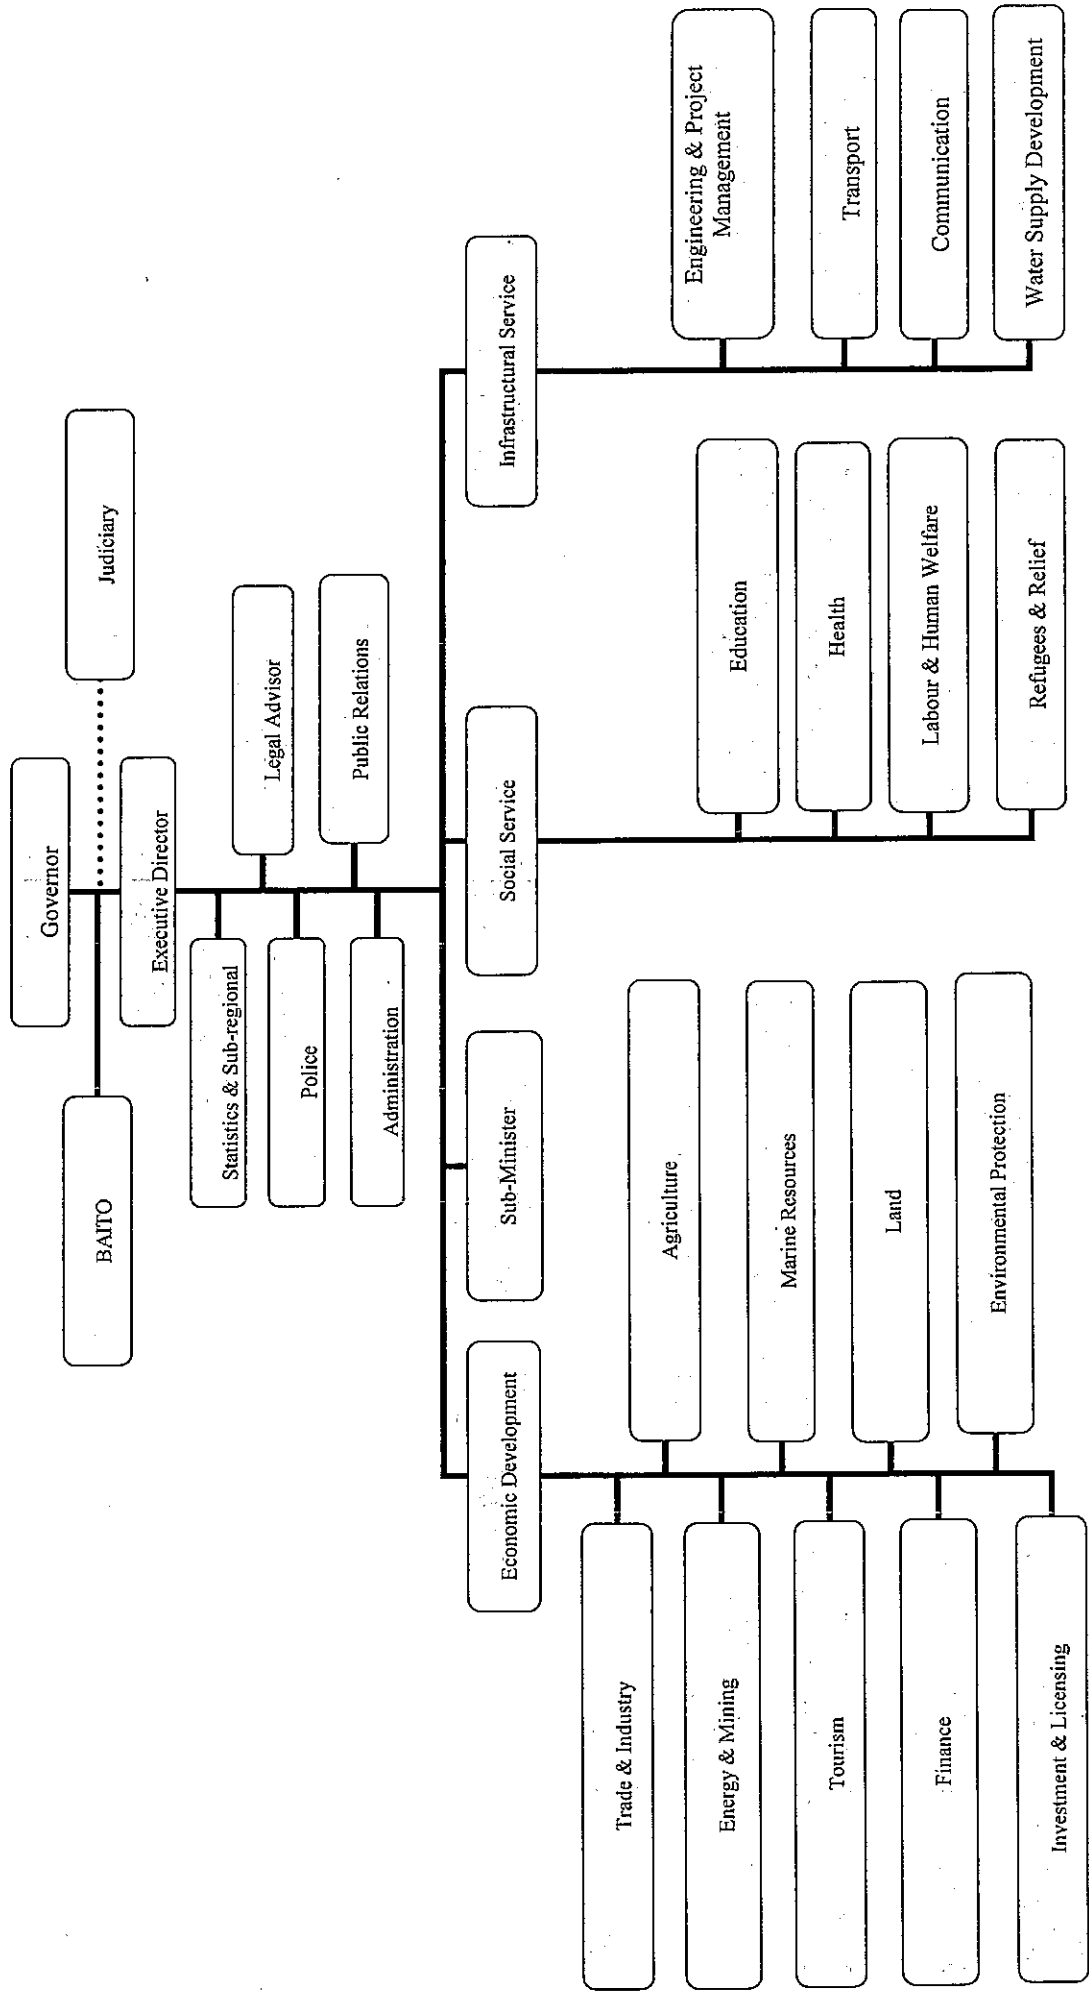 Governor
BAITO
Judiciary
Executive Director
Statistics & Sub-regional
Legal Advisor
Police
Public Relations
Administration
Economic Development
Sub-Minister
Social Service
Infrastructural Service
Trade & Industry
Energy & Mining
Tourism
Finance
Investment & Licensing
Agriculture
Marine Resources
Land
Environmental Protection
Education
Health
Labour & Human Welfare
Refugees & Relief
Engineering & Project
Management
Transport
Communication
Water Supply Development